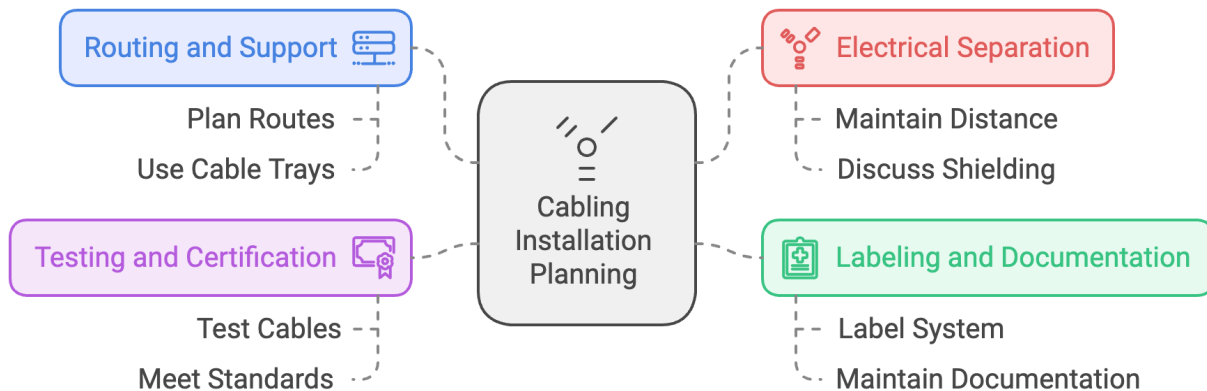 Routing and Support
Plan Routes
Use Cable Trays
Testing and Certification
Test Cables
Meet Standards
Cabling
Installation
Planning
Electrical Separation
Maintain Distance
Discuss Shielding
Labeling and Documentation
Label System
Maintain Documentation